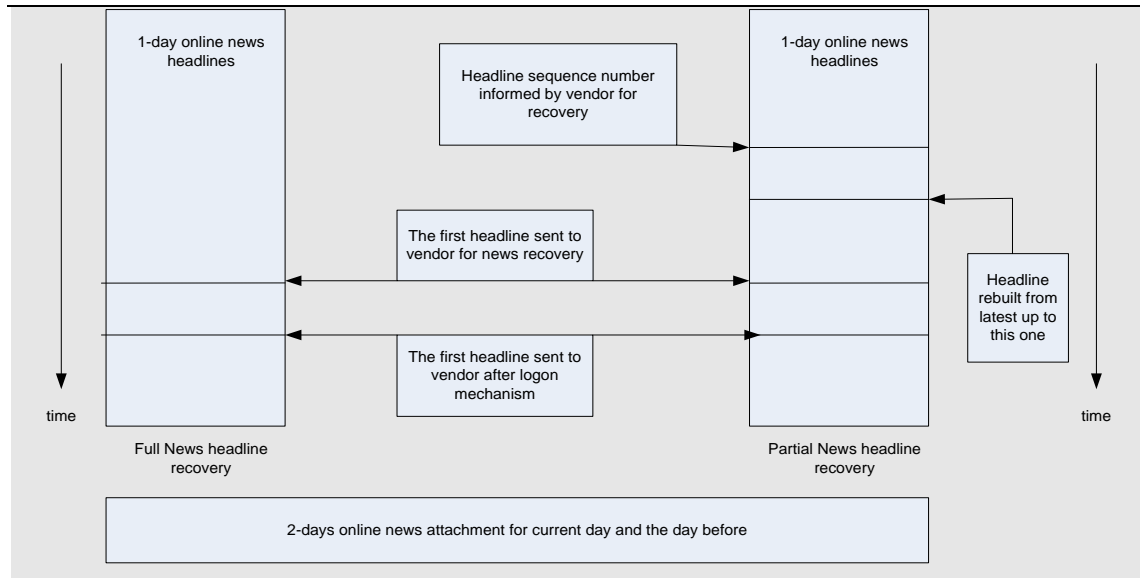 1-day online news
headlines
Headline sequence number
informed by vendor for
recovery
1-day online news
headlines
The first headline sent to
vendor for news recovery
Headline
rebuilt from
latest up to
this one
The first headline sent to
vendor after logon
mechanism
time
time
Full News headline
recovery
Partial News headline
recovery
2-days online news attachment for current day and the day before